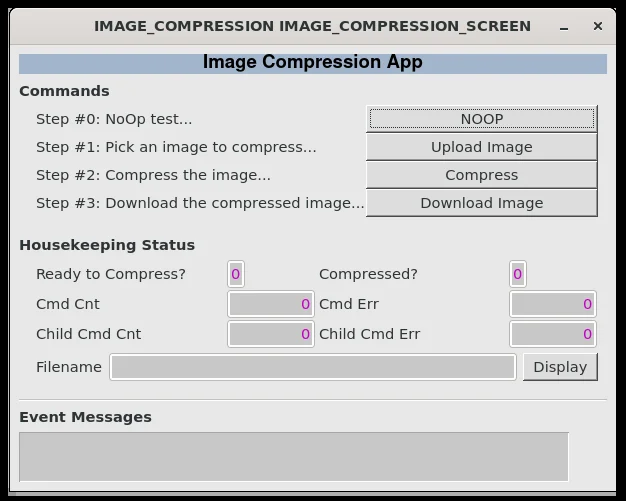 IMAGE_COMPRESSION IMAGE_COMPRESSION_SCREEN
Image Compression App
Commands
Step #0: NoOp test... NOOP
Step #1: Pick an image to compress... Upload Image
Step #2: Compress the image... Compress
Step #3: Download the compressed image... Download Image
Housekeeping Status
Ready to Compress? 0 Compressed? 0
Cmd Cnt 0 Cmd Err 0
Child Cmd Cnt 0 Child Cmd Err 0
Filename Display
Event Messages